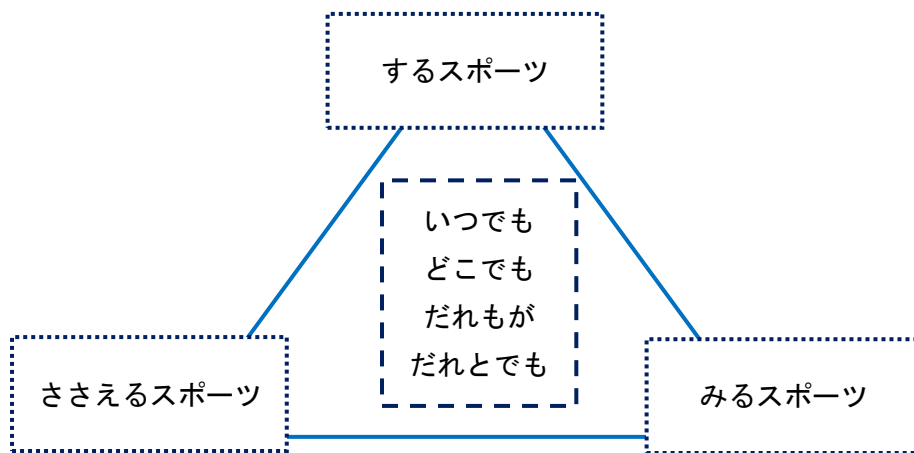 するスポーツ
いつでも
どこでも
だれもが
だれとでも
ささえるスポーツ
みるスポーツ